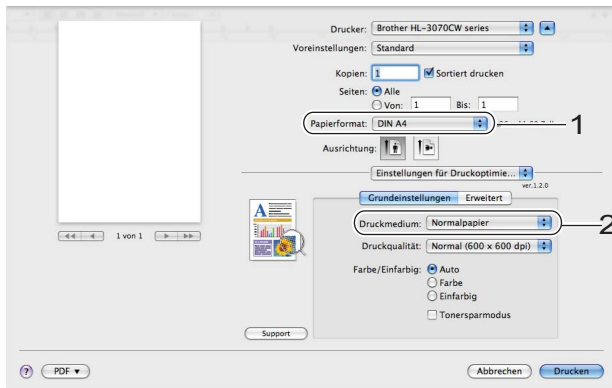 Drucker: Brother HL-3070CW series
Voreinstellungen: Standard
Kopien: 1 Sortiert drucken
Seiten: Alle
Von: 1 Bis: 1
Papierformat: DIN A4
1
Ausrichtung:
Einstellungen für Druckoptimie...
ver.1.2.0
Grundeinstellungen Erweitert
Druckmedium: Normalpapier
2
1 von 1
Druckqualität: Normal (600 x 600 dpi)
Farbe/Einfarbig: Auto
Farbe
Einfarbig
Tonersparmodus
Support
? PDF Abbrechen Drucken